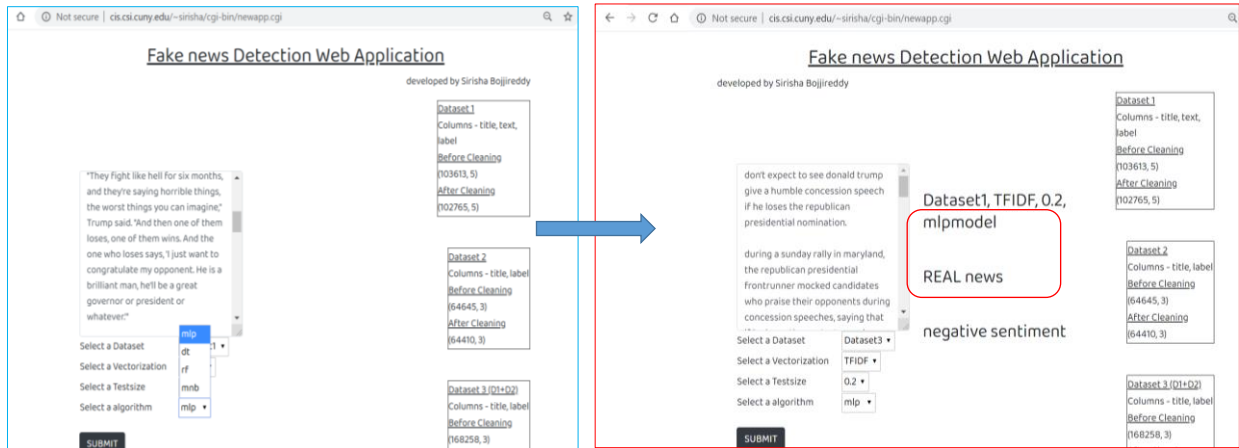 Not secure | cis.csi.cuny.edu/~sirisha/cgi-bin/newapp.cgi
Fake news Detection Web Application
developed by Sirisha Bojjireddy
Dataset 1
Columns - title, text,
label
Before Cleaning
(103613, 5)
After Cleaning
(102765, 5)
"They fight like hell for six months,
and they're saying horrible things,
the worst things you can imagine,"
Trump said. "And then one of them
loses, one of them wins. And the
one who loses says, 'I just want to
congratulate my opponent. He is a
brilliant man, he'll be a great
governor or president or
whatever.'"
Dataset 2
Columns - title, label
Before Cleaning
(64645, 3)
After Cleaning
(64410, 3)
Select a Dataset
Select a Vectorization
Select a Testsize
Select a algorithm mlp
mlp
dt
rf
mnb
Dataset 3 (D1+D2)
Columns - title, label
Before Cleaning
(168258, 3)
SUBMIT
Not secure | cis.csi.cuny.edu/~sirisha/cgi-bin/newapp.cgi
Fake news Detection Web Application
developed by Sirisha Bojjireddy
Dataset 1
Columns - title, text,
label
Before Cleaning
(103613, 5)
After Cleaning
(102765, 5)
don't expect to see donald trump
give a humble concession speech
if he loses the republican
presidential nomination.
during a sunday rally in maryland,
the republican presidential
frontrunner mocked candidates
who praise their opponents during
concession speeches, saying that
Dataset1, TFIDF, 0.2,
mlpmodel
REAL news
negative sentiment
Dataset 2
Columns - title, label
Before Cleaning
(64645, 3)
After Cleaning
(64410, 3)
Select a Dataset Dataset3
Select a Vectorization TFIDF
Select a Testsize 0.2
Select a algorithm mlp
Dataset 3 (D1+D2)
Columns - title, label
Before Cleaning
(168258, 3)
SUBMIT